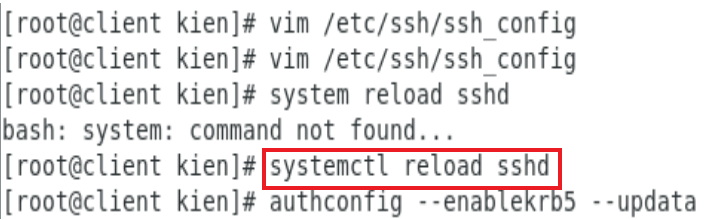 [root@client kien]# vim /etc/ssh/ssh_config
[root@client kien]# vim /etc/ssh/ssh_config
[root@client kien]# system reload sshd
bash: system: command not found...
[root@client kien]# systemctl reload sshd
[root@client kien]# authconfig --enablekrb5 --updata